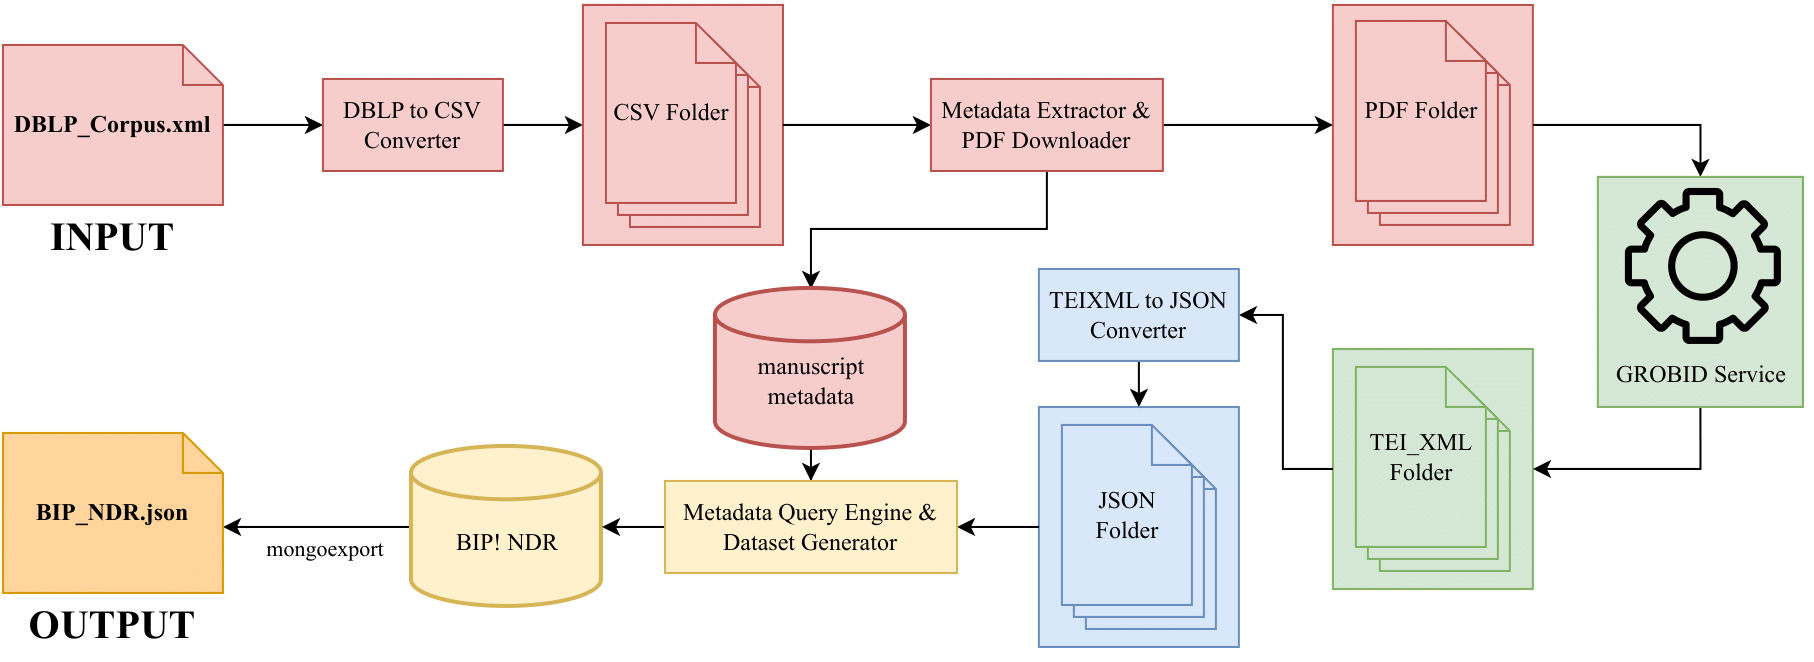 DBLP_Corpus.xml
INPUT
DBLP to CSV
Converter
CSV Folder
Metadata Extractor &
PDF Downloader
PDF Folder
GROBID Service
TEI_XML
Folder
TEIXML to JSON
Converter
JSON
Folder
manuscript
metadata
Metadata Query Engine &
Dataset Generator
BIP! NDR
mongoexport
BIP_NDR.json
OUTPUT